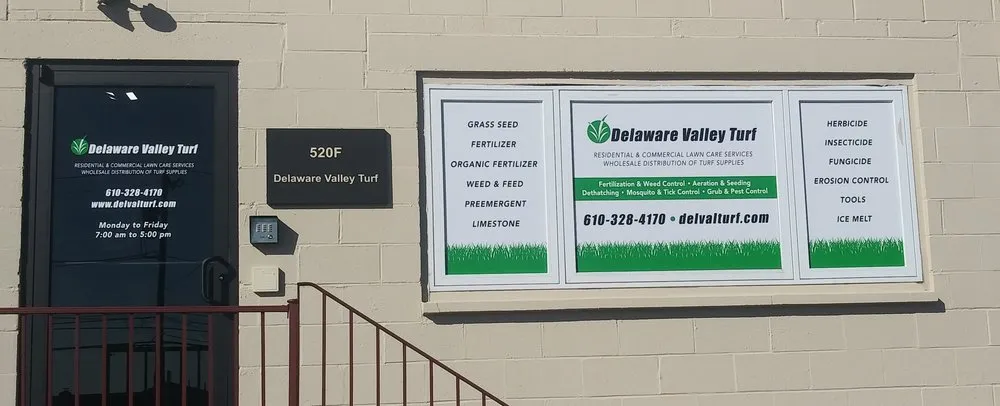 Delaware Valley Turf
RESIDENTIAL & COMMERCIAL LAWN CARE SERVICES
WHOLESALE DISTRIBUTION OF TURF SUPPLIES
610-328-4170
www.delvalturf.com
Monday to Friday
7:00 am to 5:00 pm
520F
Delaware Valley Turf
GRASS SEED
FERTILIZER
ORGANIC FERTILIZER
WEED & FEED
PREEMERGENT
LIMESTONE
Delaware Valley Turf
RESIDENTIAL & COMMERCIAL LAWN CARE SERVICES
WHOLESALE DISTRIBUTION OF TURF SUPPLIES
Fertilization & Weed Control • Aeration & Seeding
Dethatching • Mosquito & Tick Control • Grub & Pest Control
610-328-4170 • delvalturf.com
HERBICIDE
INSECTICIDE
FUNGICIDE
EROSION CONTROL
TOOLS
ICE MELT